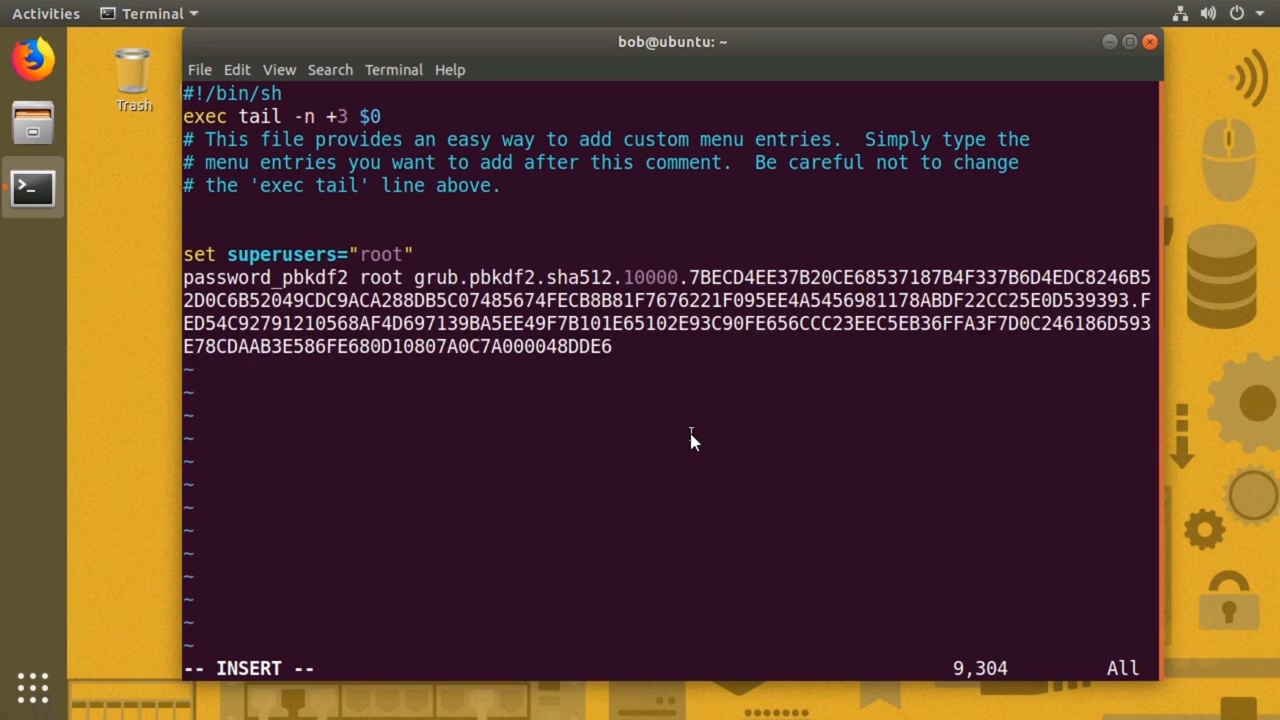 Activities
Terminal
bob@ubuntu: ~
Trash
File Edit View Search Terminal Help
#!/bin/sh
exec tail -n +3 $0
# This file provides an easy way to add custom menu entries.  Simply type the
# menu entries you want to add after this comment.  Be careful not to change
# the 'exec tail' line above.
set superusers="root"
password_pbkdf2 root grub.pbkdf2.sha512.10000.7BECD4EE37B20CE68537187B4F337B6D4EDC8246B5
2D0C6B52049CDC9ACA288DB5C07485674FECB8B81F7676221F095EE4A5456981178ABDF22CC25E0D539393.F
ED54C92791210568AF4D697139BA5EE49F7B101E65102E93C90FE656CCC23EEC5EB36FFA3F7D0C246186D593
E78CDAAB3E586FE680D10807A0C7A000048DDE6
~
~
~
~
~
~
~
~
~
~
~
~
~
-- INSERT -- 9,304 All